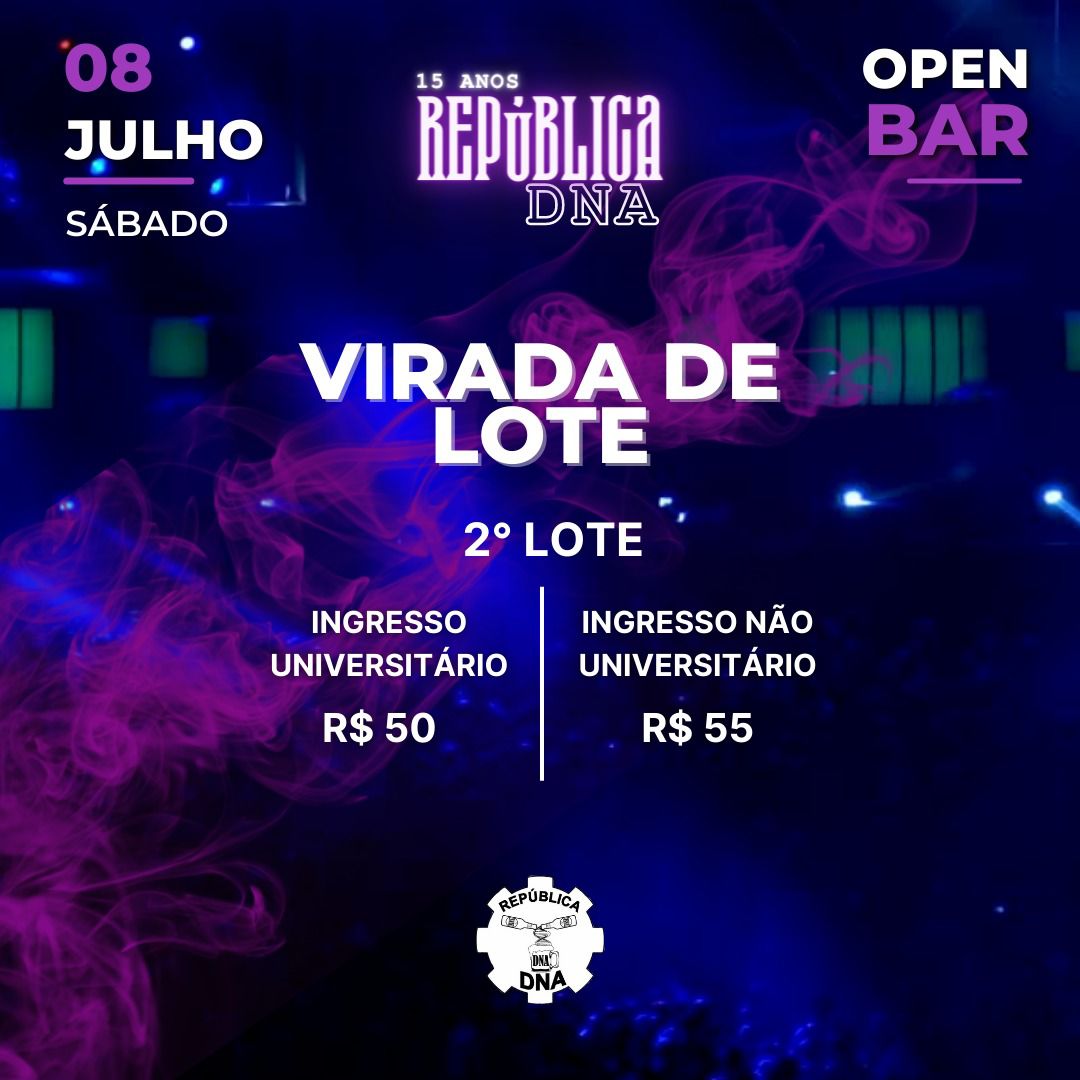 08
JULHO
SÁBADO
15 ANOS
REPÚBLICA
DNA
OPEN
BAR
VIRADA DE
LOTE
2º LOTE
INGRESSO
UNIVERSITÁRIO
R$ 50
INGRESSO NÃO
UNIVERSITÁRIO
R$ 55
REPÚBLICA
DNA
DNA